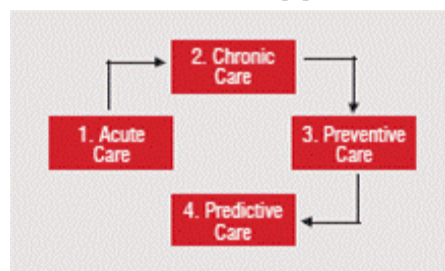 2. Chronic
Care
1. Acute
Care
3. Preventive
Care
4. Predictive
Care